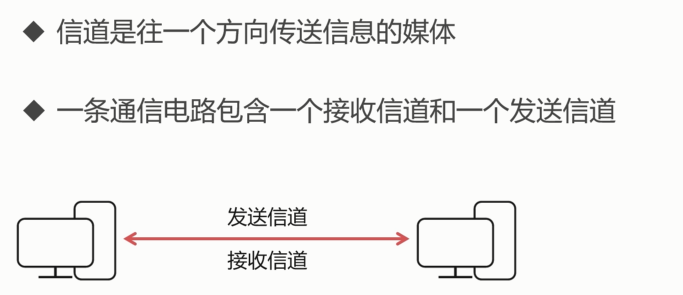 ◆ 信道是往一个方向传送信息的媒体
◆ 一条通信电路包含一个接收信道和一个发送信道
发送信道
接收信道